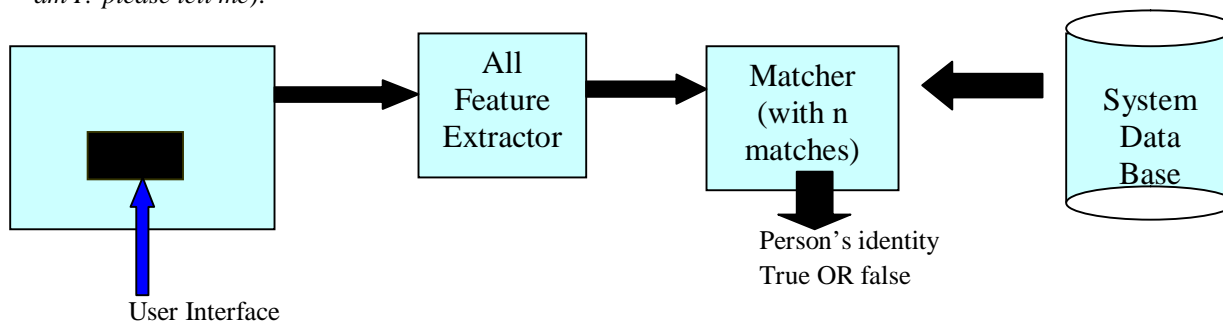 am I? please tell me).
All
Feature
Extractor
Matcher
(with n
matches)
System
Data
Base
Person's identity
True OR false
User Interface